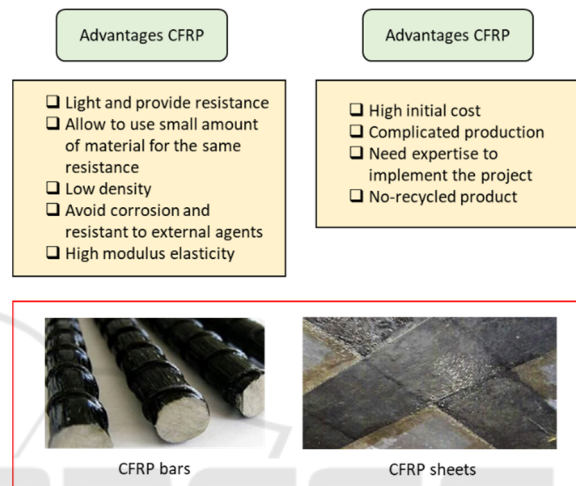 Advantages CFRP
❑ Light and provide resistance
❑ Allow to use small amount
of material for the same
resistance
❑ Low density
❑ Avoid corrosion and
resistant to external agents
❑ High modulus elasticity
Advantages CFRP
❑ High initial cost
❑ Complicated production
❑ Need expertise to
implement the project
❑ No-recycled product
CFRP bars
CFRP sheets